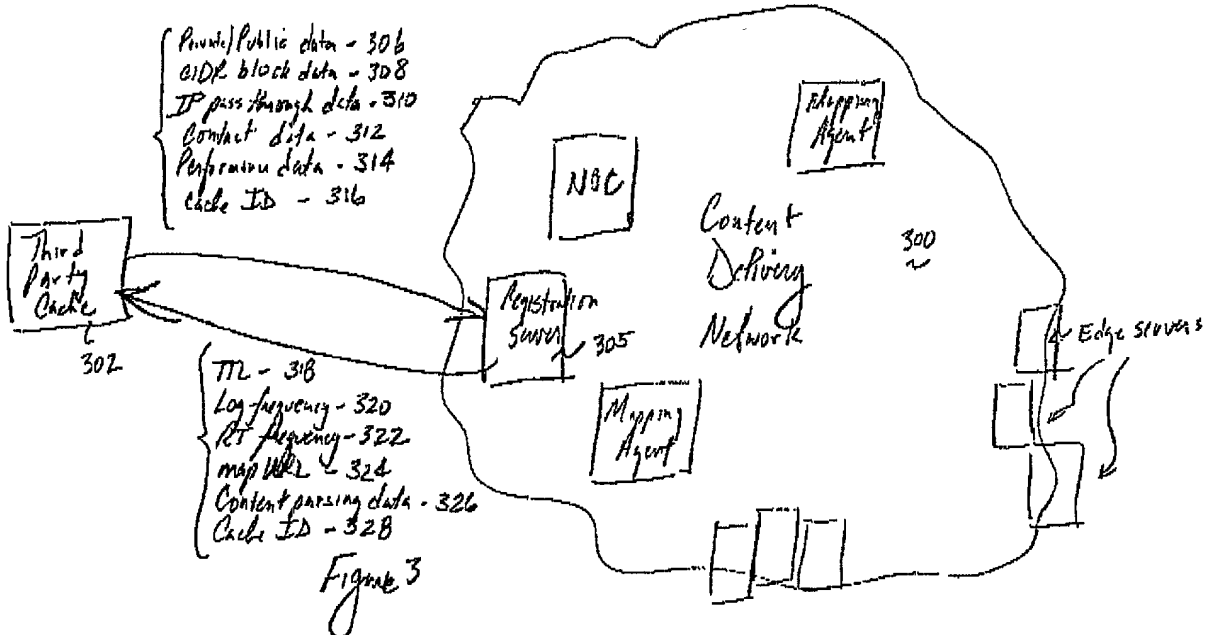 Private/Public data - 306
CIDR block data - 308
IP pass through data - 310
Contact data - 312
Performance data - 314
Cache ID - 316
Third
Party
Cache
302
Registration
Server
305
NOC
Mapping
Agent
Content
Delivery
Network
300
Edge servers
Mapping
Agent
TTL - 318
Log frequency - 320
RT frequency - 322
map URL - 324
Content parsing data - 326
Cache ID - 328
Figure 3